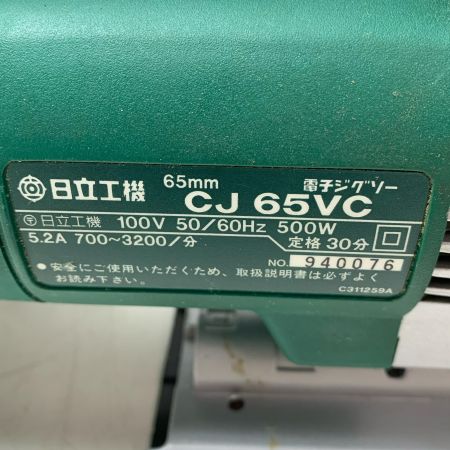 日立工機 65mm CJ 65VC 電子ジグソー
〶日立工機 100V 50/60Hz 500W
5.2A 700~3200/分 定格 30分
NO. 940076
●安全にご使用いただくため、取扱説明書は必ずよく
お読み下さい。
C311259A